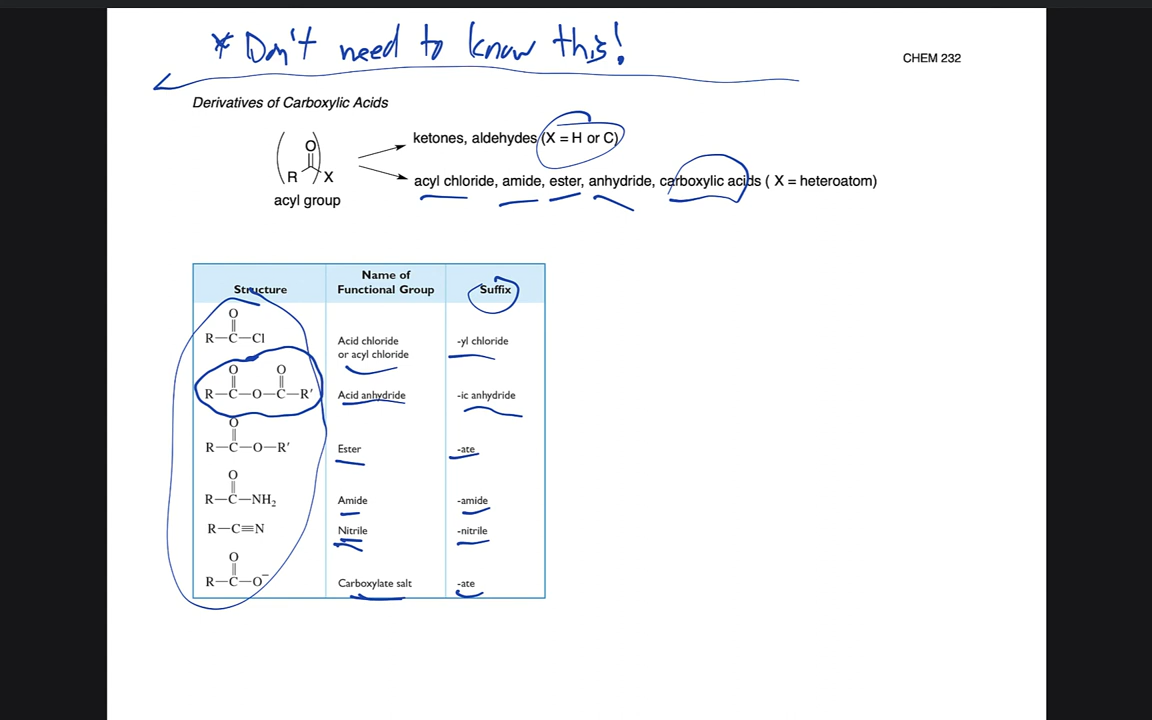 * Don't need to know this!
CHEM 232
Derivatives of Carboxylic Acids
ketones, aldehydes (X = H or C)
O
R X
acyl chloride, amide, ester, anhydride, carboxylic acids ( X = heteroatom)
acyl group
Structure Name of Functional Group Suffix
O
R—C—Cl Acid chloride or acyl chloride -yl chloride
O O
R—C—O—C—R′ Acid anhydride -ic anhydride
O
R—C—O—R′ Ester -ate
O
R—C—NH₂ Amide -amide
R—C≡N Nitrile -nitrile
O
R—C—O⁻ Carboxylate salt -ate